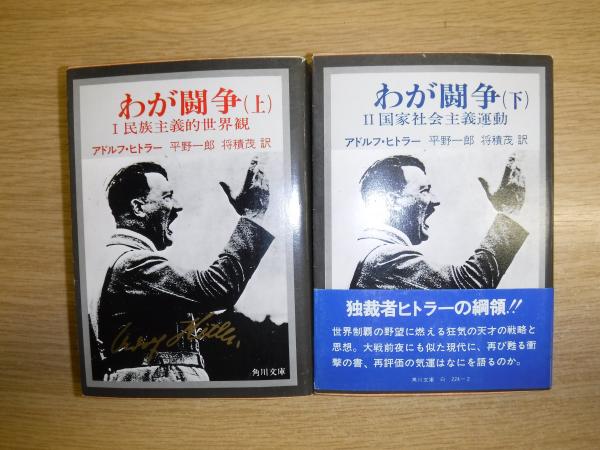 わが闘争(上)
I 民族主義的世界観
アドルフ・ヒトラー 平野一郎 将積茂 訳
角川文庫
わが闘争(下)
II 国家社会主義運動
アドルフ・ヒトラー 平野一郎 将積茂 訳
独裁者ヒトラーの綱領!!
世界制覇の野望に燃える狂気の天才の戦略と
思想。大戦前夜にも似た現代に、再び甦る衝
撃の書、再評価の気運はなにを語るのか。
角川文庫 白 224-2